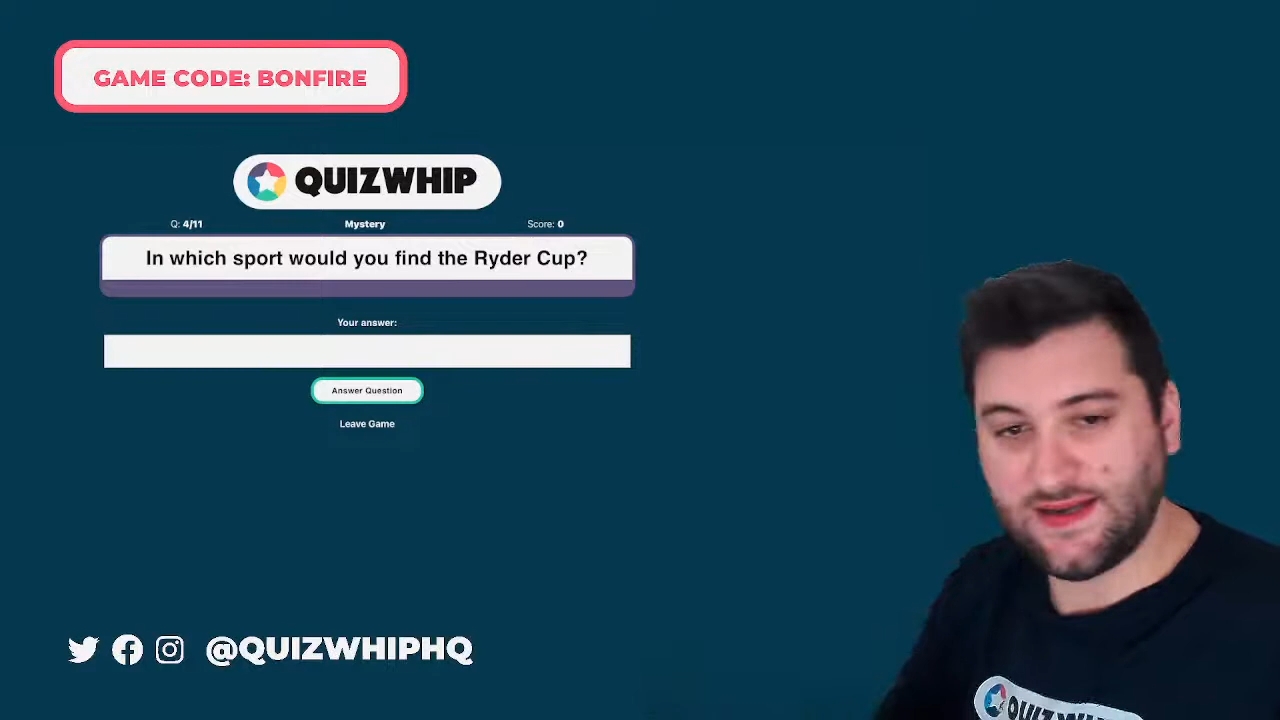 GAME CODE: BONFIRE
QUIZWHIP
Q: 4/11 Mystery Score: 0
In which sport would you find the Ryder Cup?
Your answer:
Answer Question
Leave Game
@QUIZWHIPHQ